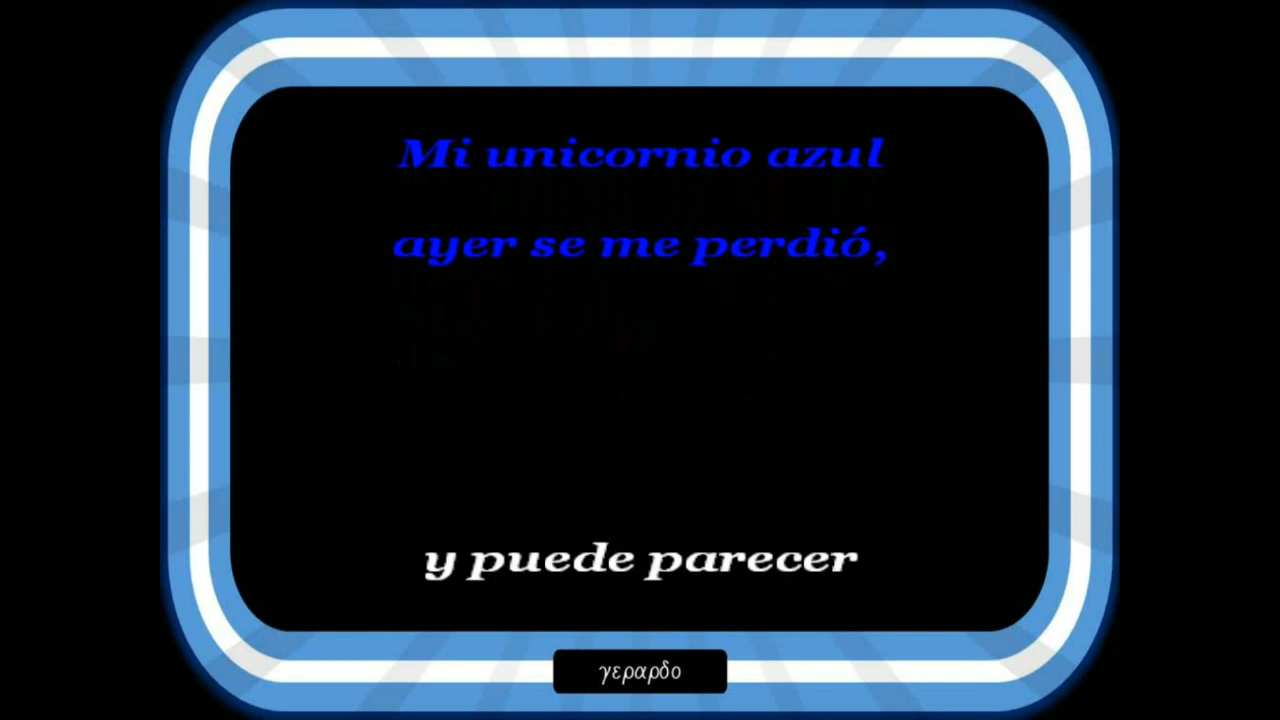 Mi unicornio azul
ayer se me perdió,
y puede parecer
γεραρδο